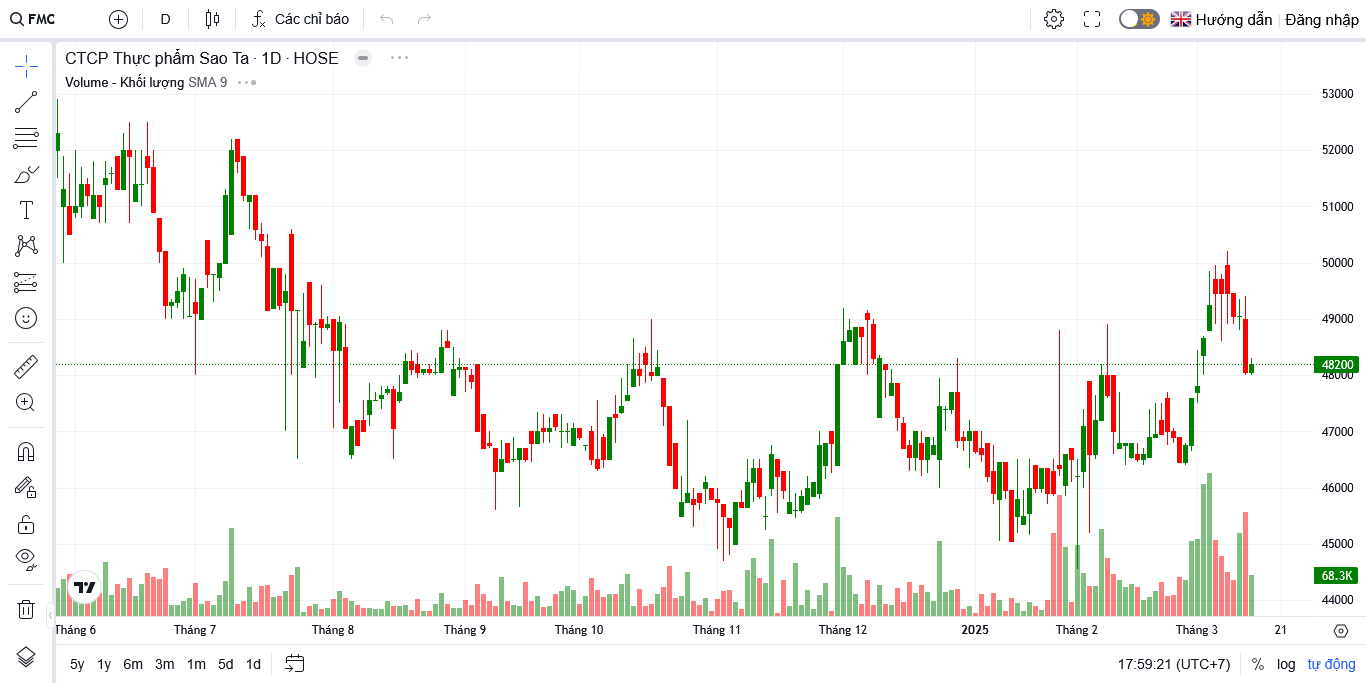 FMC D Các chỉ báo Hướng dẫn Đăng nhập
CTCP Thực phẩm Sao Ta · 1D · HOSE
Volume - Khối lượng SMA 9
53000
52000
51000
50000
49000
48200
48000
47000
46000
45000
68.3K
44000
Tháng 6 Tháng 7 Tháng 8 Tháng 9 Tháng 10 Tháng 11 Tháng 12 2025 Tháng 2 Tháng 3 21
5y 1y 6m 3m 1m 5d 1d 17:59:21 (UTC+7) % log tự động